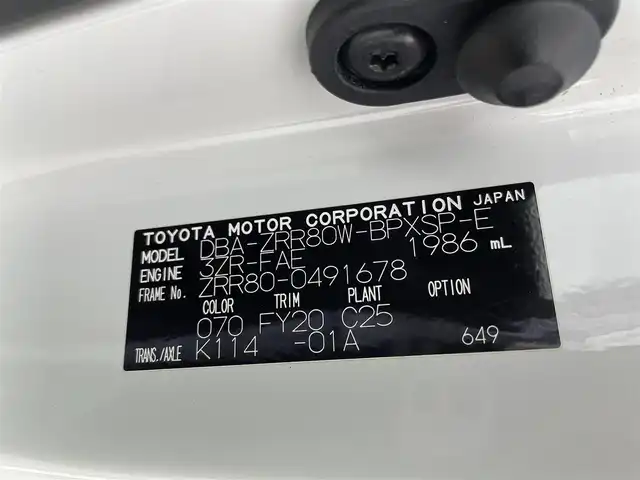 TOYOTA MOTOR CORPORATION JAPAN
MODEL DBA-ZRR80W-BPXSP-E
ENGINE 3ZR-FAE 1986 mL
FRAME No. ZRR80-0491678
COLOR TRIM PLANT OPTION
070 FY20 C25
TRANS./AXLE K114 -01A 649